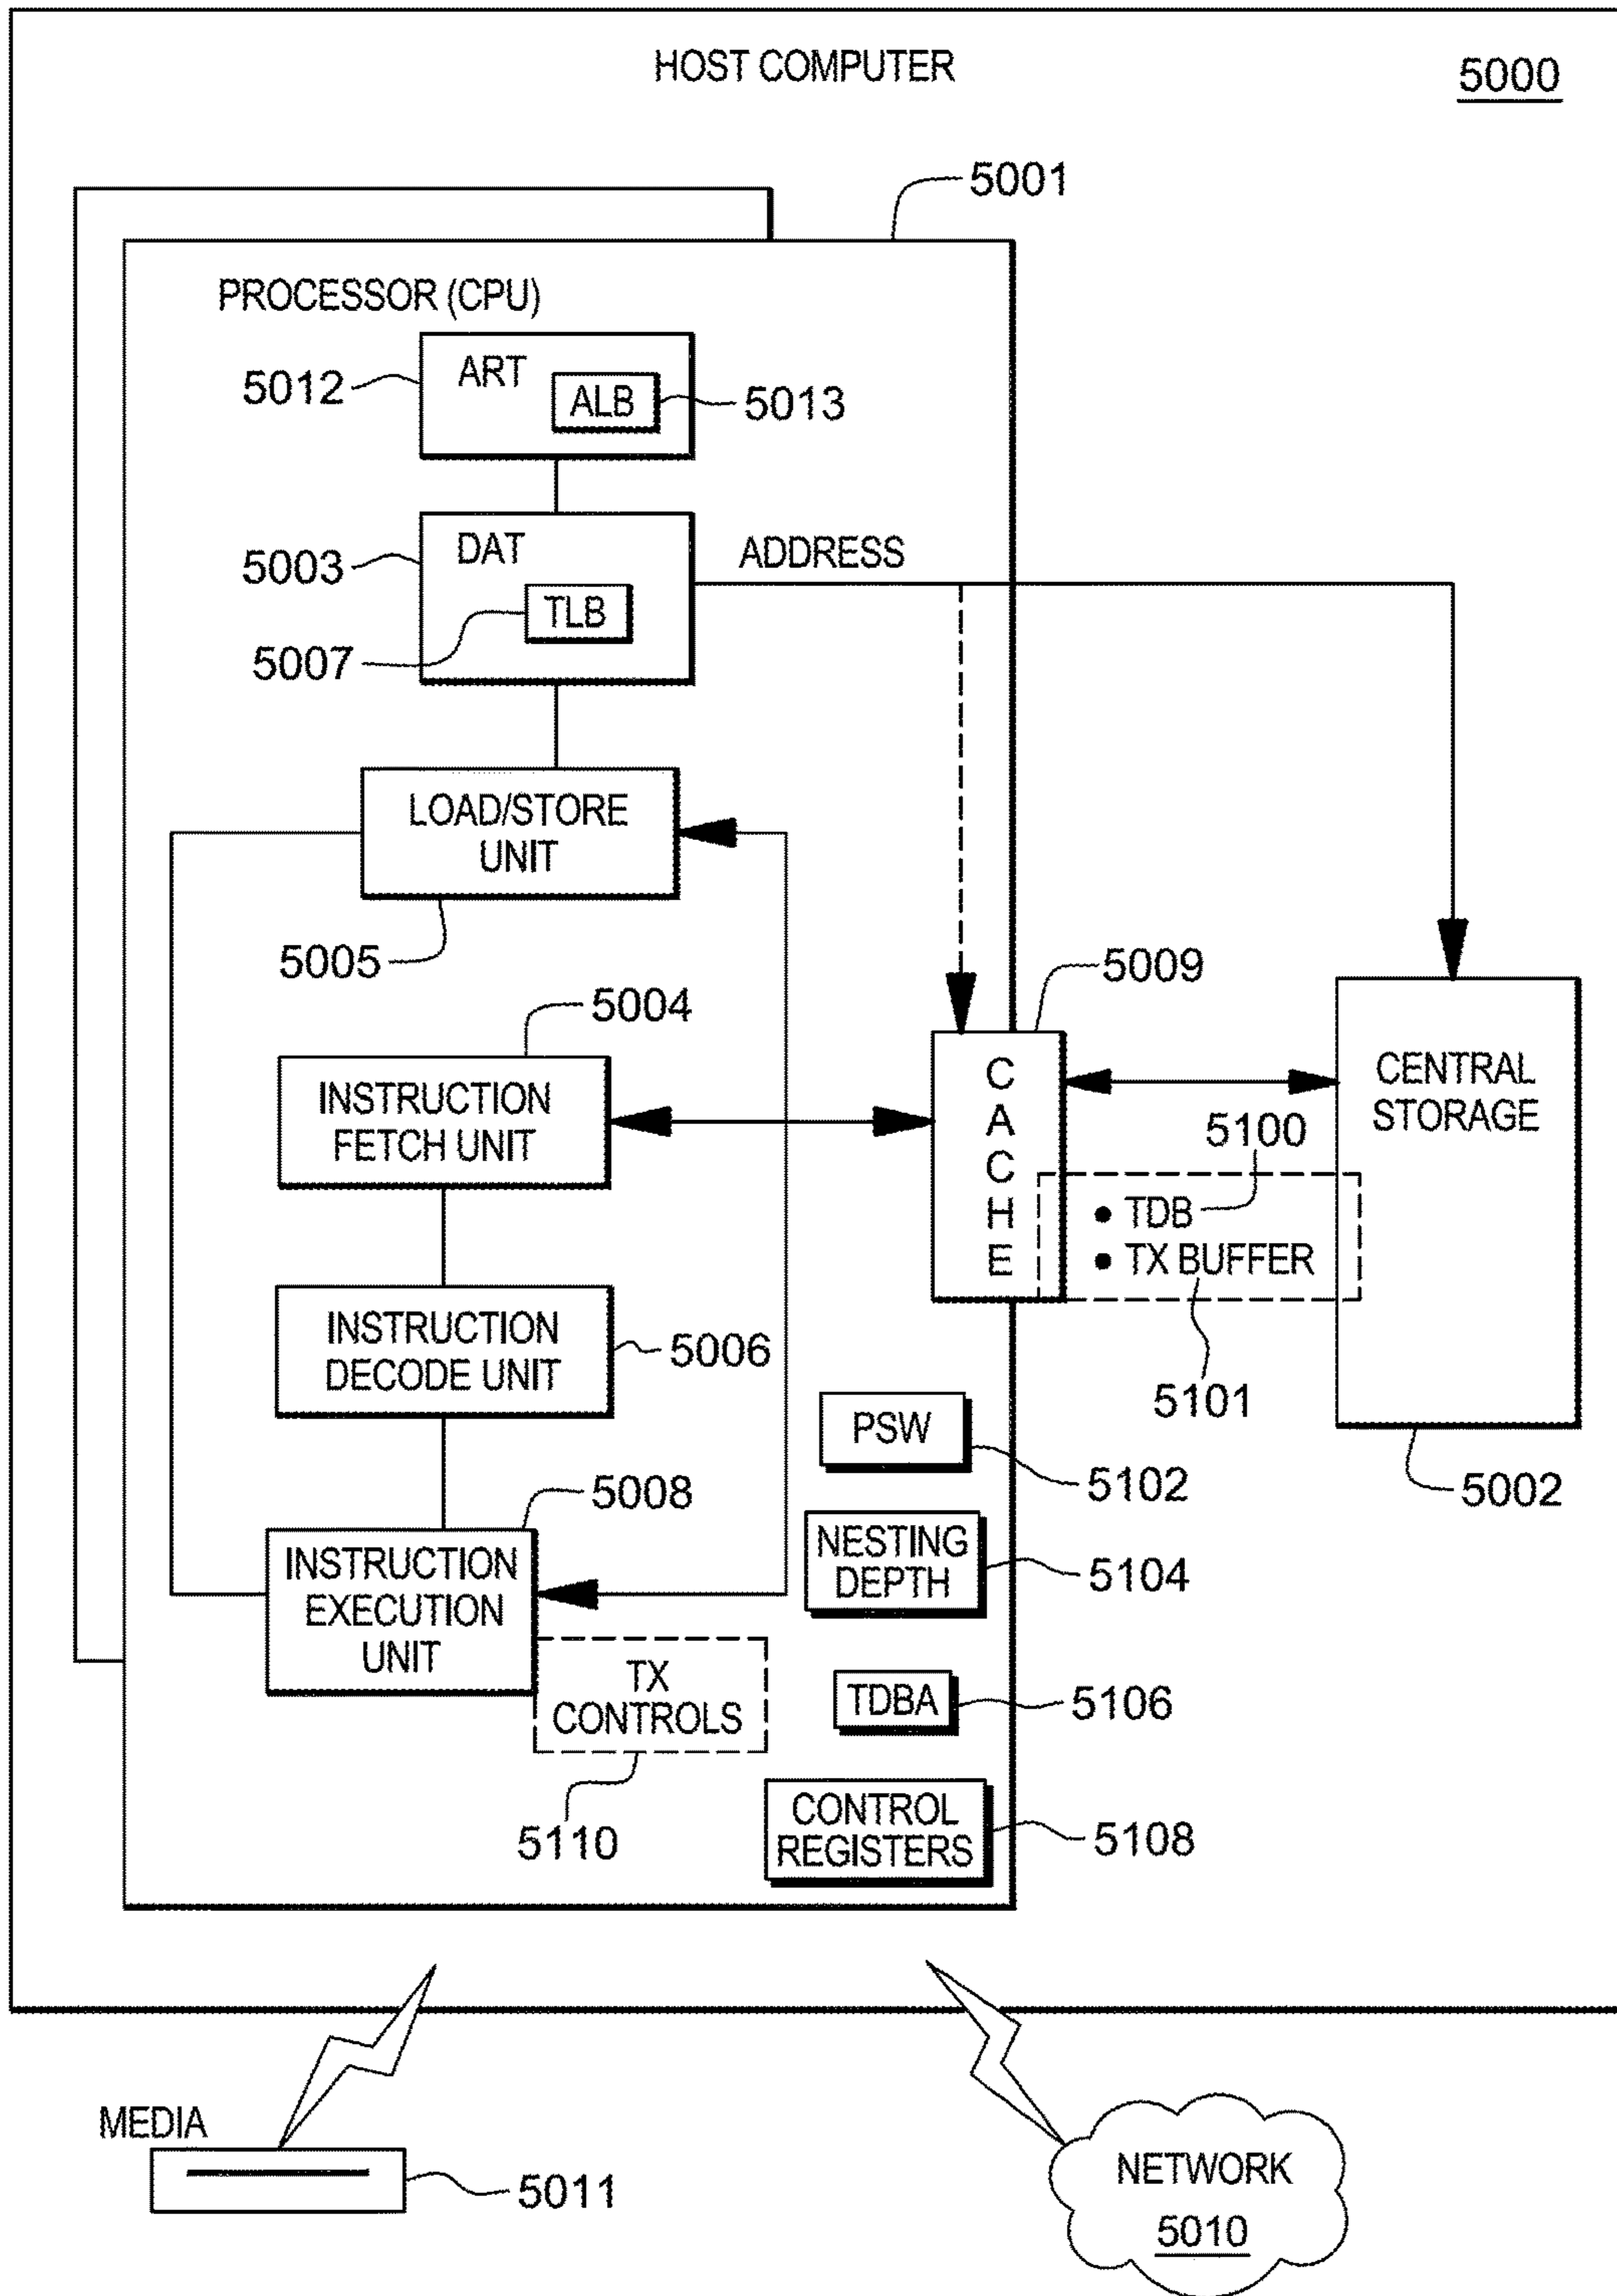 HOST COMPUTER
5000
5001
PROCESSOR (CPU)
ART
5012
ALB
5013
DAT
ADDRESS
5003
TLB
5007
LOAD/STORE
UNIT
5005
5009
5004
INSTRUCTION
FETCH UNIT
CACHE
CENTRAL
STORAGE
5100
• TDB
• TX BUFFER
5101
INSTRUCTION
DECODE UNIT
5006
PSW
5102
5002
5008
NESTING
DEPTH
5104
INSTRUCTION
EXECUTION
UNIT
TX
CONTROLS
TDBA
5106
5110
CONTROL
REGISTERS
5108
MEDIA
5011
NETWORK
5010